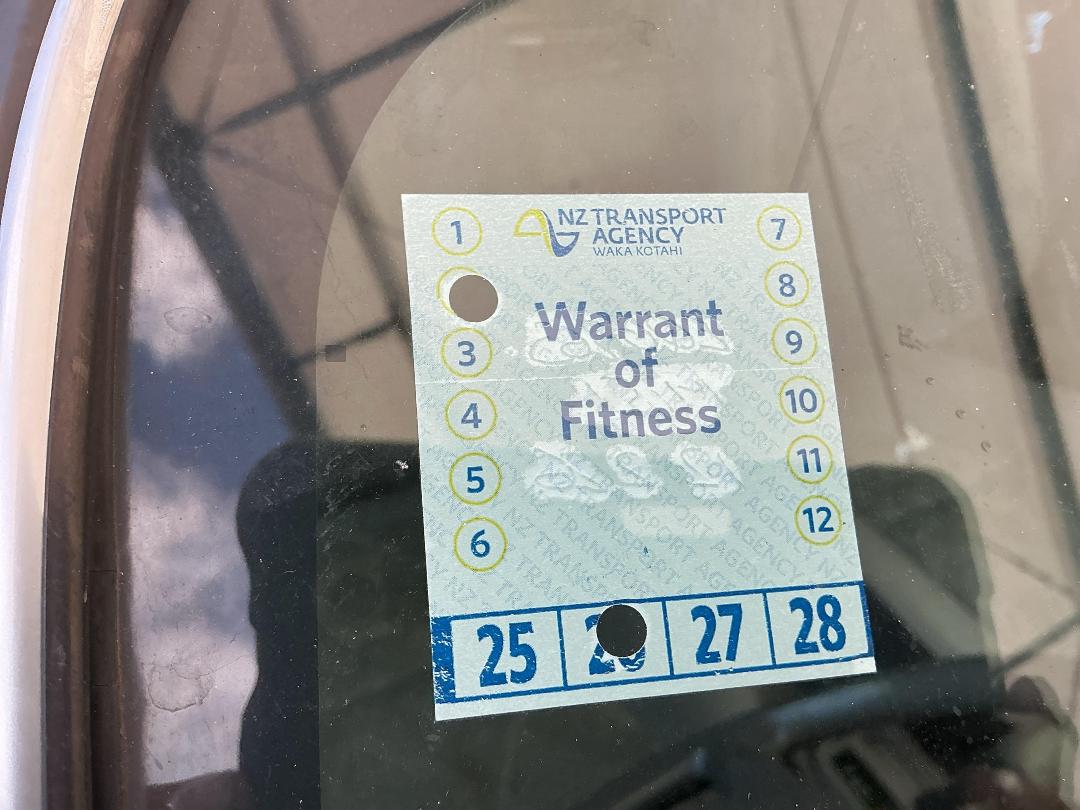 NZ TRANSPORT
AGENCY
WAKA KOTAHI
1
3
4
5
6
7
8
9
10
11
12
Warrant
of
Fitness
25
26
27
28